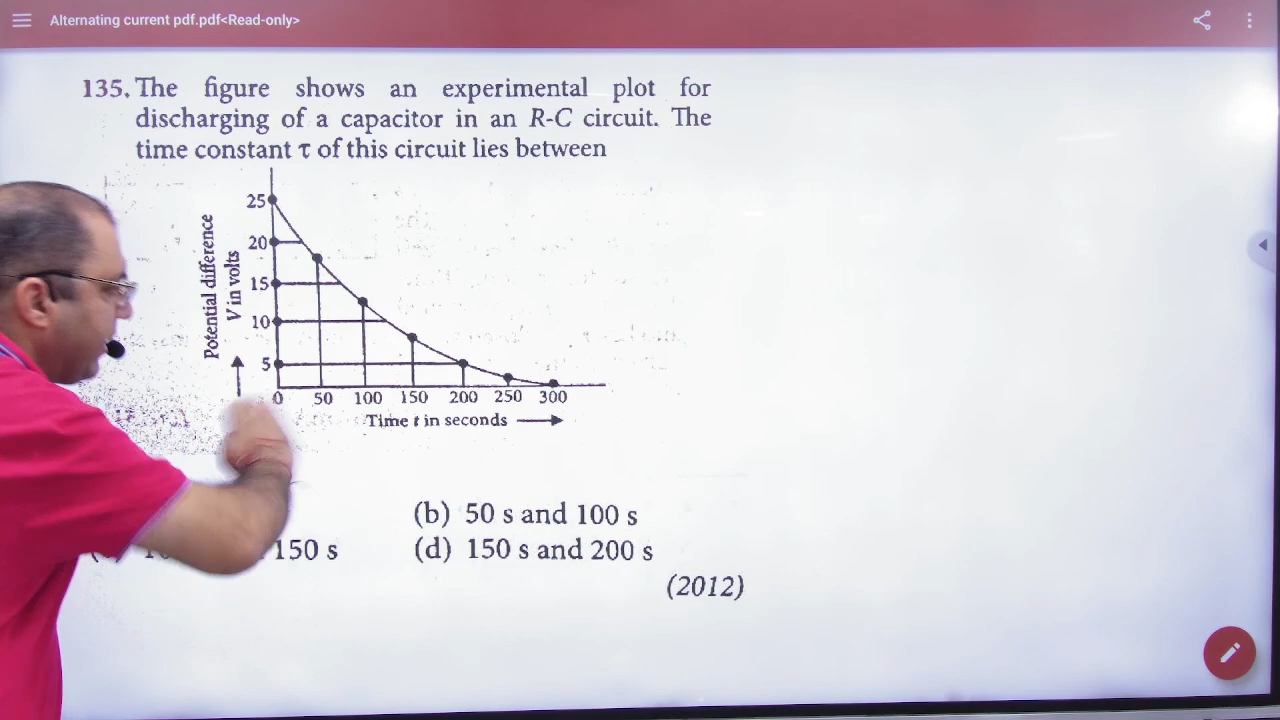 Alternating current pdf.pdf<Read-only>
135. The figure shows an experimental plot for
discharging of a capacitor in an R-C circuit. The
time constant τ of this circuit lies between
25
20
15
10
5
Potential difference
V in volts
0 50 100 150 200 250 300
Time t in seconds
(b) 50 s and 100 s
150 s (d) 150 s and 200 s
(2012)